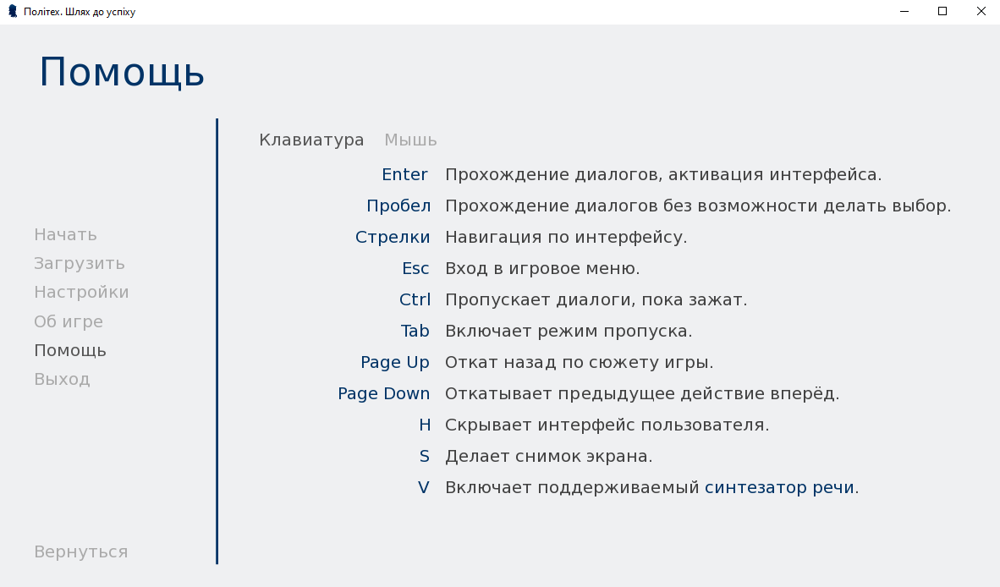 Політех. Шлях до успіху
Помощь
Клавиатура Мышь
Enter Прохождение диалогов, активация интерфейса.
Пробел Прохождение диалогов без возможности делать выбор.
Стрелки Навигация по интерфейсу.
Esc Вход в игровое меню.
Ctrl Пропускает диалоги, пока зажат.
Tab Включает режим пропуска.
Page Up Откат назад по сюжету игры.
Page Down Откатывает предыдущее действие вперёд.
H Скрывает интерфейс пользователя.
S Делает снимок экрана.
V Включает поддерживаемый синтезатор речи.
Начать
Загрузить
Настройки
Об игре
Помощь
Выход
Вернуться